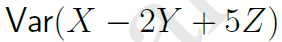 Var(X − 2Y + 5Z)